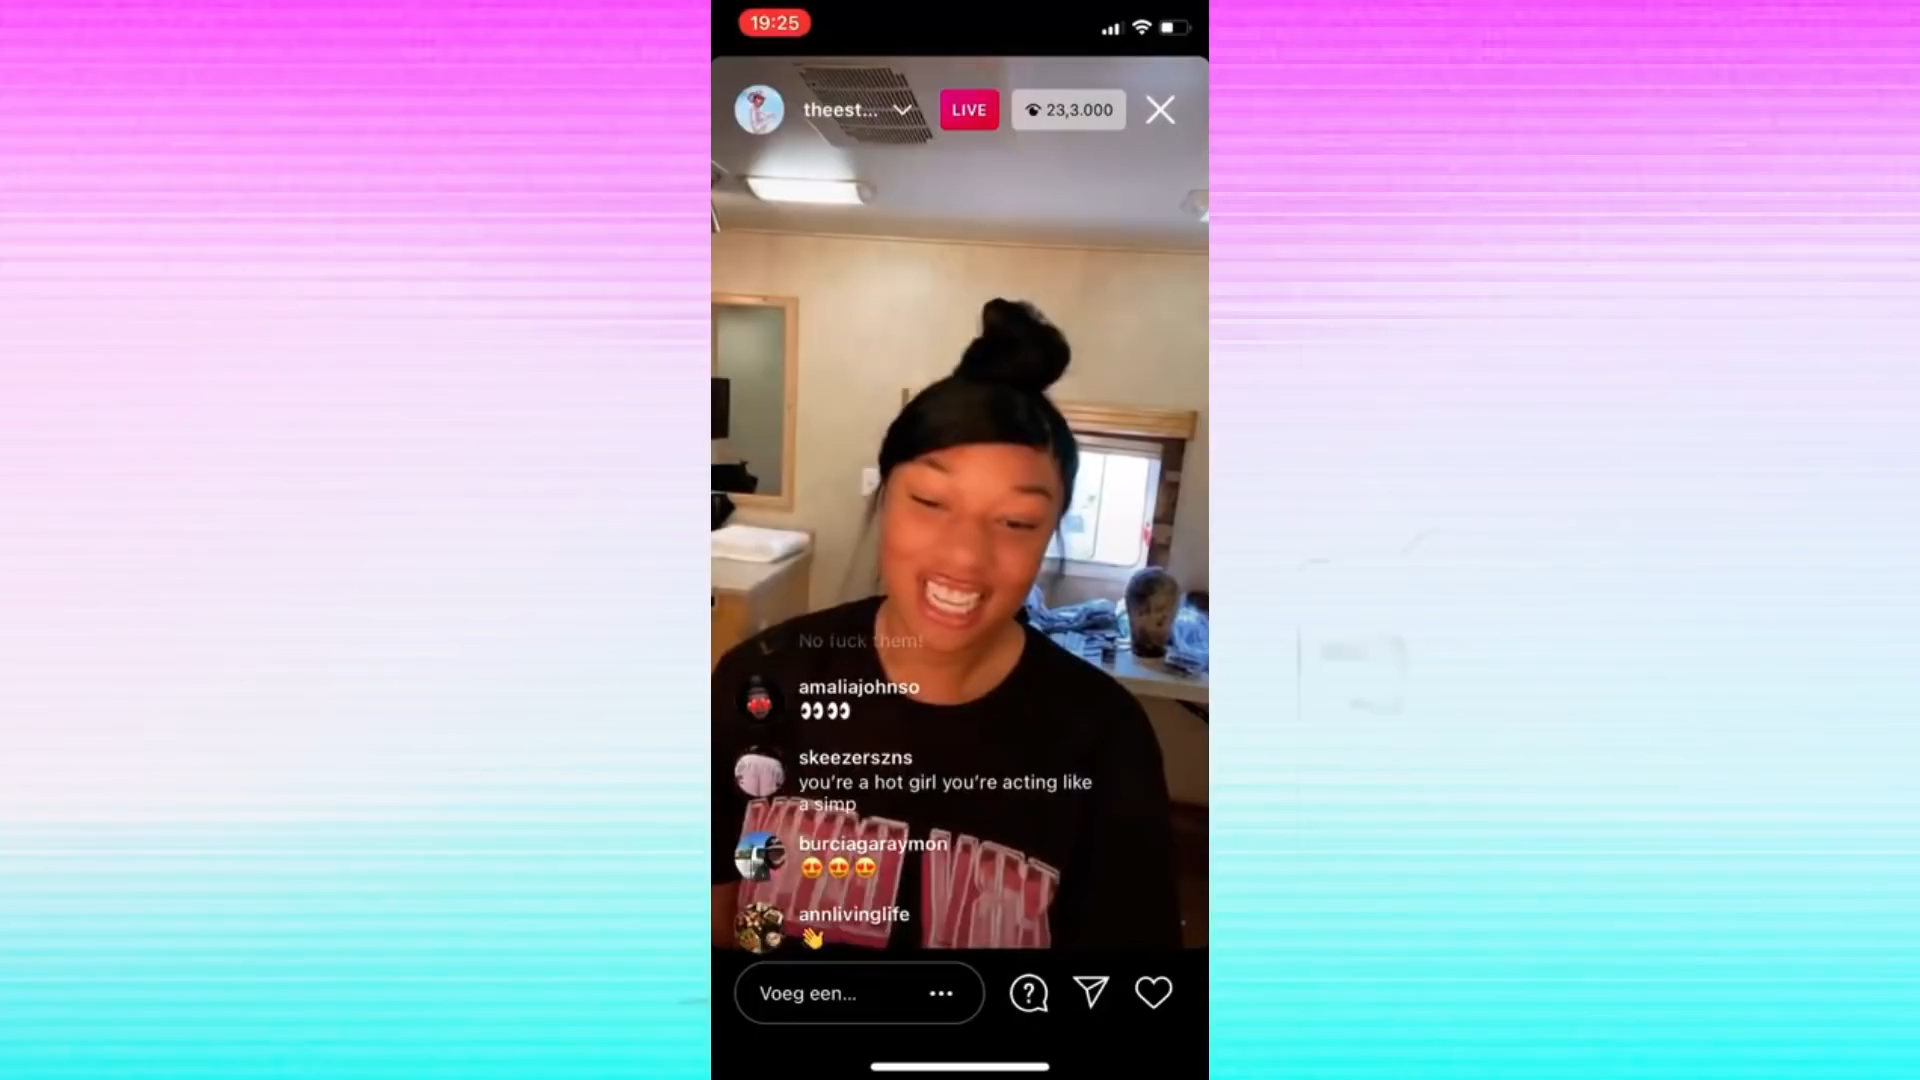 19:25
theest...
LIVE
23,3.000
No fuck them!
amaliajohnso
👀👀
skeezerszns
you're a hot girl you're acting like
a simp
burciagaraymon
😍😍😍
annlivinglife
👋
Voeg een...